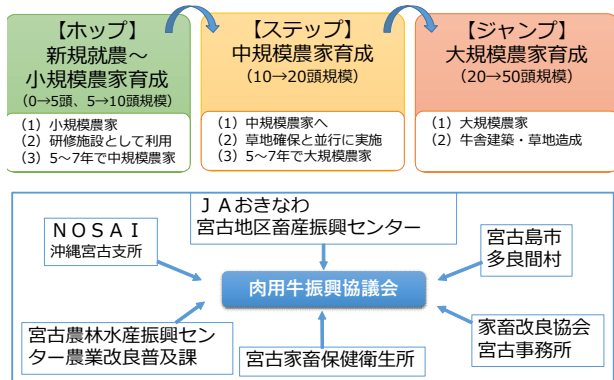 【ホップ】
新規就農～
小規模農家育成
（0→5頭、5→10頭規模）
（1）小規模農家
（2）研修施設として利用
（3）5～7年で中規模農家
【ステップ】
中規模農家育成
（10→20頭規模）
（1）中規模農家へ
（2）草地確保と並行に実施
（3）5～7年で大規模農家
【ジャンプ】
大規模農家育成
（20→50頭規模）
（1）大規模農家
（2）牛舎建築・草地造成
ＪＡおきなわ
宮古地区畜産振興センター
ＮＯＳＡＩ
沖縄宮古支所
宮古島市
多良間村
肉用牛振興協議会
宮古農林水産振興セン
ター農業改良普及課
宮古家畜保健衛生所
家畜改良協会
宮古事務所